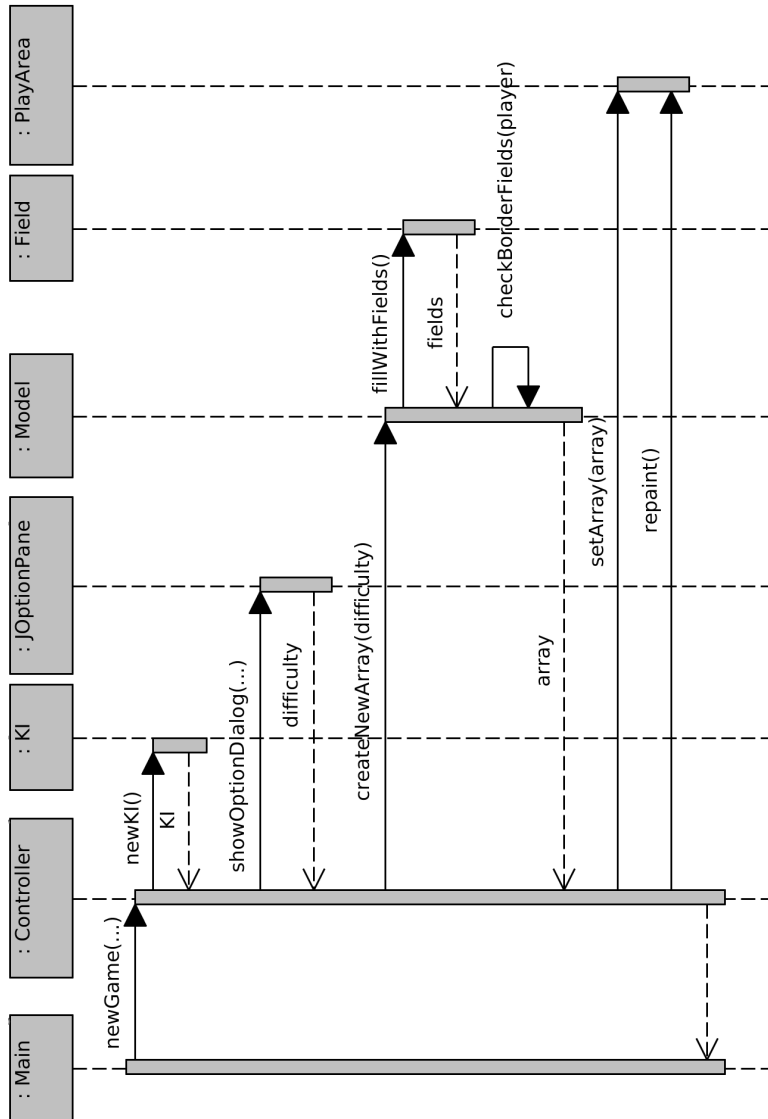 : Main
: Controller
: KI
: JOptionPane
: Model
: Field
: PlayArea
newGame(...)
newKI()
KI
showOptionDialog(...)
difficulty
createNewArray(difficulty)
fillWithFields()
fields
checkBorderFields(player)
array
setArray(array)
repaint()